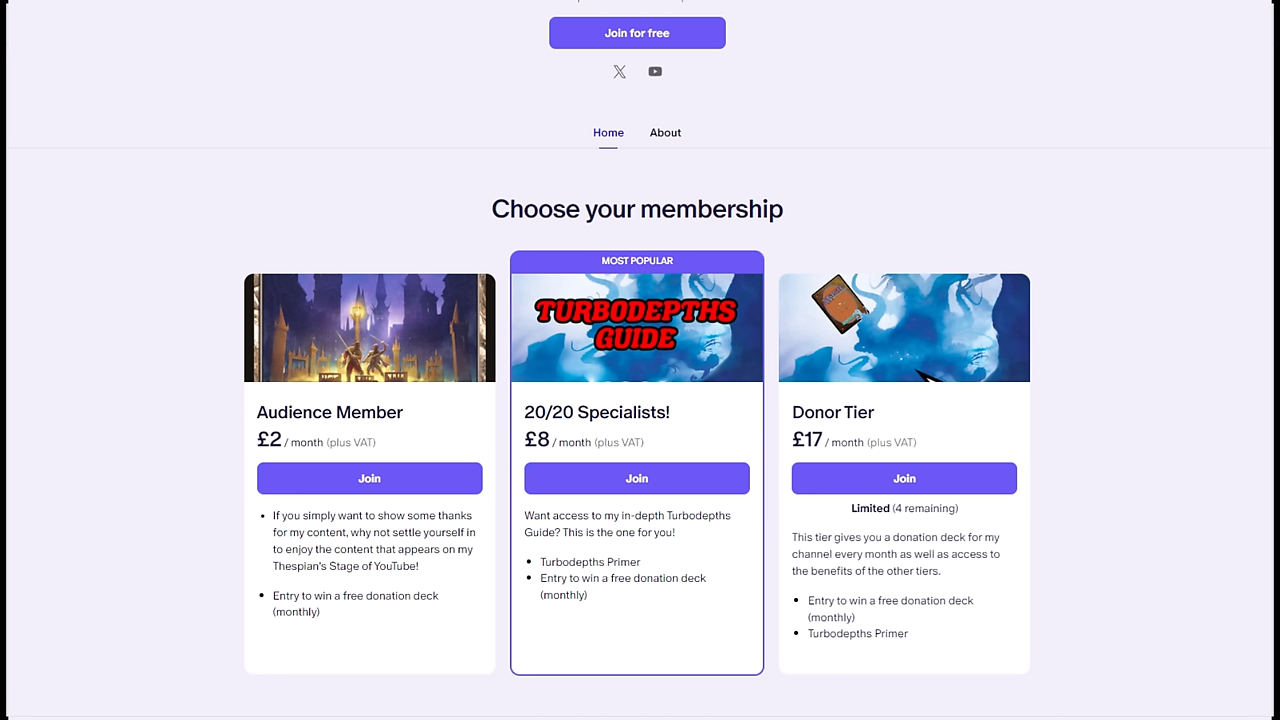 Join for free
Home About
Choose your membership
MOST POPULAR
TURBODEPTHS
GUIDE
Audience Member
£2 / month (plus VAT)
Join
• If you simply want to show some thanks
for my content, why not settle yourself in
to enjoy the content that appears on my
Thespian's Stage of YouTube!
• Entry to win a free donation deck
(monthly)
20/20 Specialists!
£8 / month (plus VAT)
Join
Want access to my in-depth Turbodepths
Guide? This is the one for you!
• Turbodepths Primer
• Entry to win a free donation deck
(monthly)
Donor Tier
£17 / month (plus VAT)
Join
Limited (4 remaining)
This tier gives you a donation deck for my
channel every month as well as access to
the benefits of the other tiers.
• Entry to win a free donation deck
(monthly)
• Turbodepths Primer